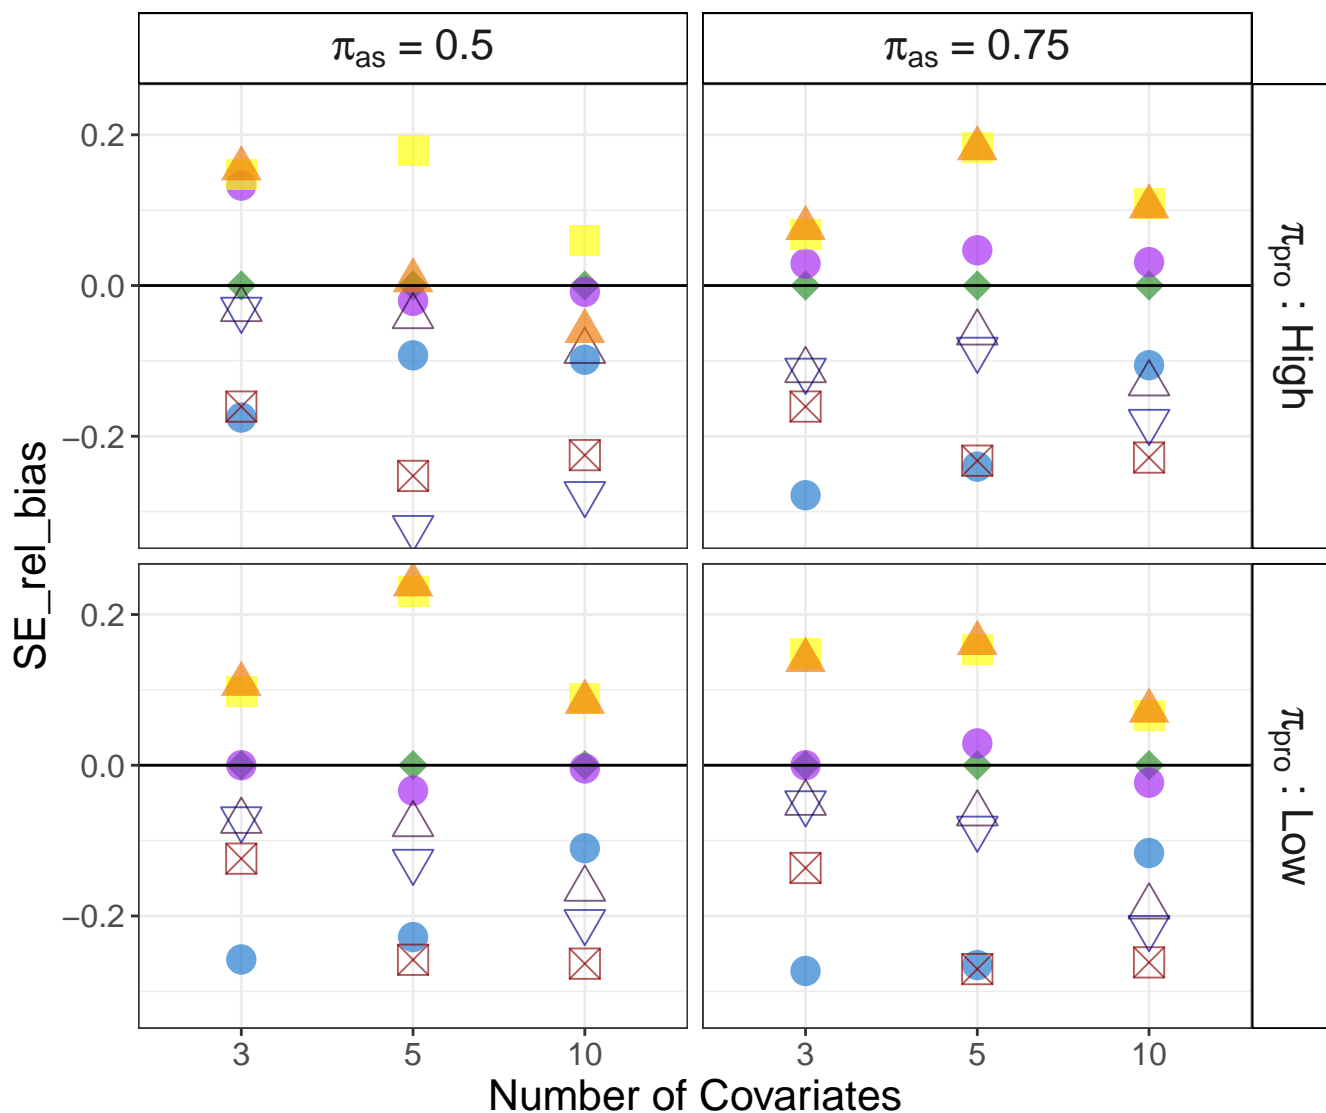 π_as = 0.5
π_as = 0.75
0.2
0.0
−0.2
π_pro : High
0.2
0.0
−0.2
π_pro : Low
3
5
10
3
5
10
SE_rel_bias
Number of Covariates